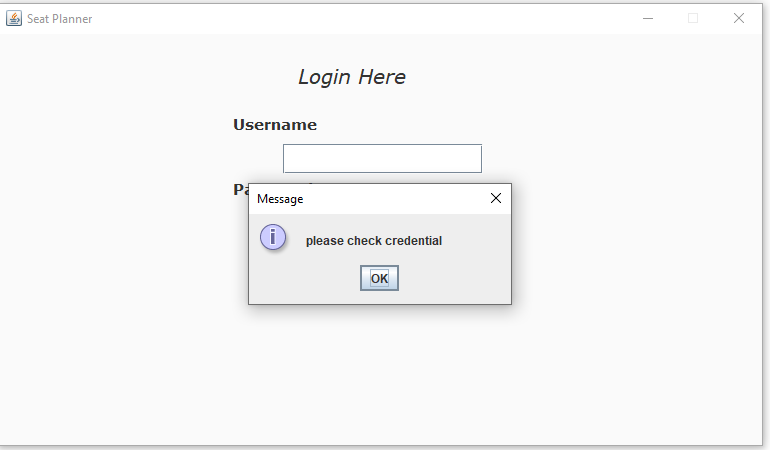 Seat Planner
Login Here
Username
Message
please check credential
OK